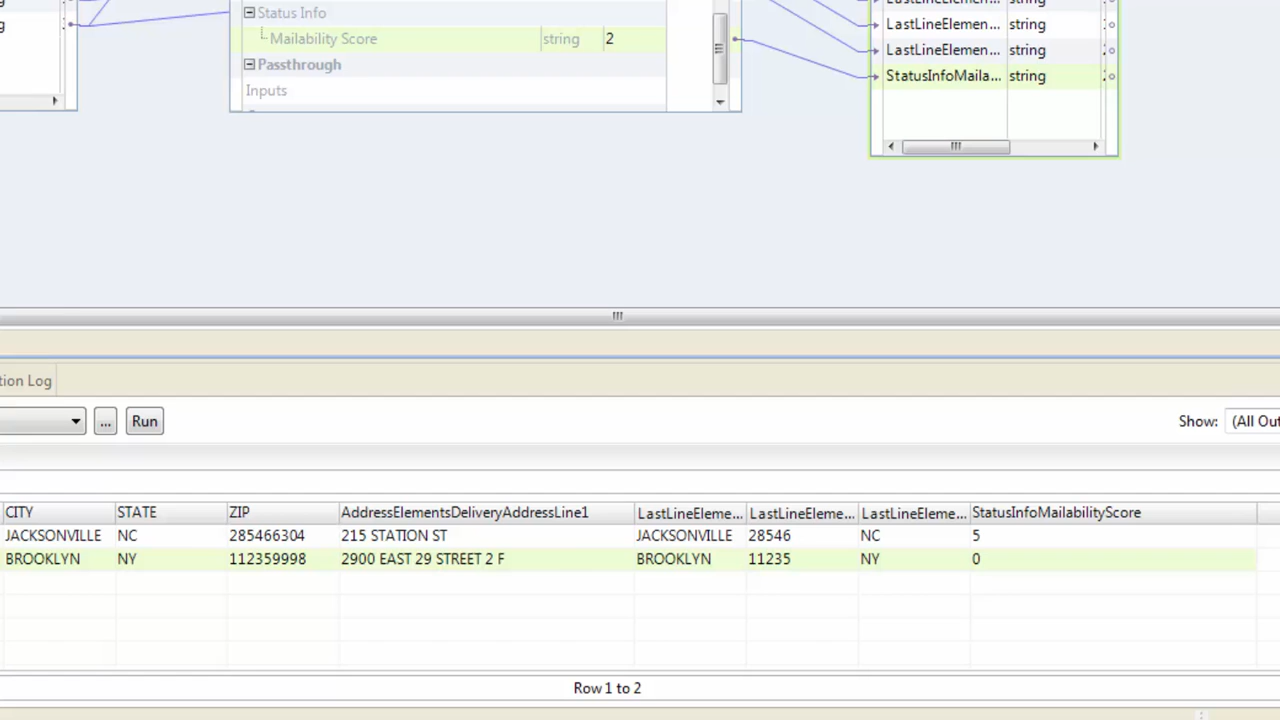 g
Status Info
LastLineElemen... string
g
Mailability Score string 2
LastLineElemen... string
Passthrough
LastLineElemen... string
Inputs
StatusInfoMaila... string
tion Log
... Run
Show: (All Out
CITY STATE ZIP AddressElementsDeliveryAddressLine1 LastLineEleme... LastLineEleme... LastLineEleme... StatusInfoMailabilityScore
JACKSONVILLE NC 285466304 215 STATION ST JACKSONVILLE 28546 NC 5
BROOKLYN NY 112359998 2900 EAST 29 STREET 2 F BROOKLYN 11235 NY 0
Row 1 to 2